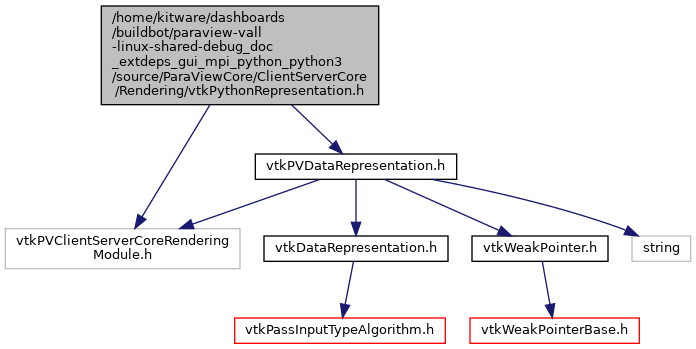 /home/kitware/dashboards
/buildbot/paraview-vall
-linux-shared-debug_doc
_extdeps_gui_mpi_python_python3
/source/ParaViewCore/ClientServerCore
/Rendering/vtkPythonRepresentation.h
vtkPVDataRepresentation.h
vtkPVClientServerCoreRendering
Module.h
vtkDataRepresentation.h
vtkWeakPointer.h
string
vtkPassInputTypeAlgorithm.h
vtkWeakPointerBase.h